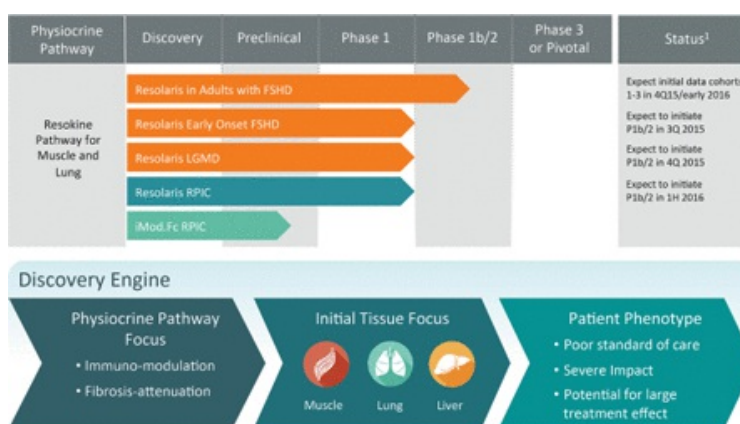 Physiocrine
Pathway
Discovery
Preclinical
Phase 1
Phase 1b/2
Phase 3
or Pivotal
Status¹
Resokine
Pathway for
Muscle and
Lung
Resolaris in Adults with FSHD
Expect initial data cohorts
1-3 in 4Q15/early 2016
Resolaris Early Onset FSHD
Expect to initiate
P1b/2 in 3Q 2015
Resolaris LGMD
Expect to initiate
P1b/2 in 4Q 2015
Resolaris RPIC
Expect to initiate
P1b/2 in 1H 2016
iMod.Fc RPIC
Discovery Engine
Physiocrine Pathway
Focus
• Immuno-modulation
• Fibrosis-attenuation
Initial Tissue Focus
Muscle
Lung
Liver
Patient Phenotype
• Poor standard of care
• Severe Impact
• Potential for large
treatment effect